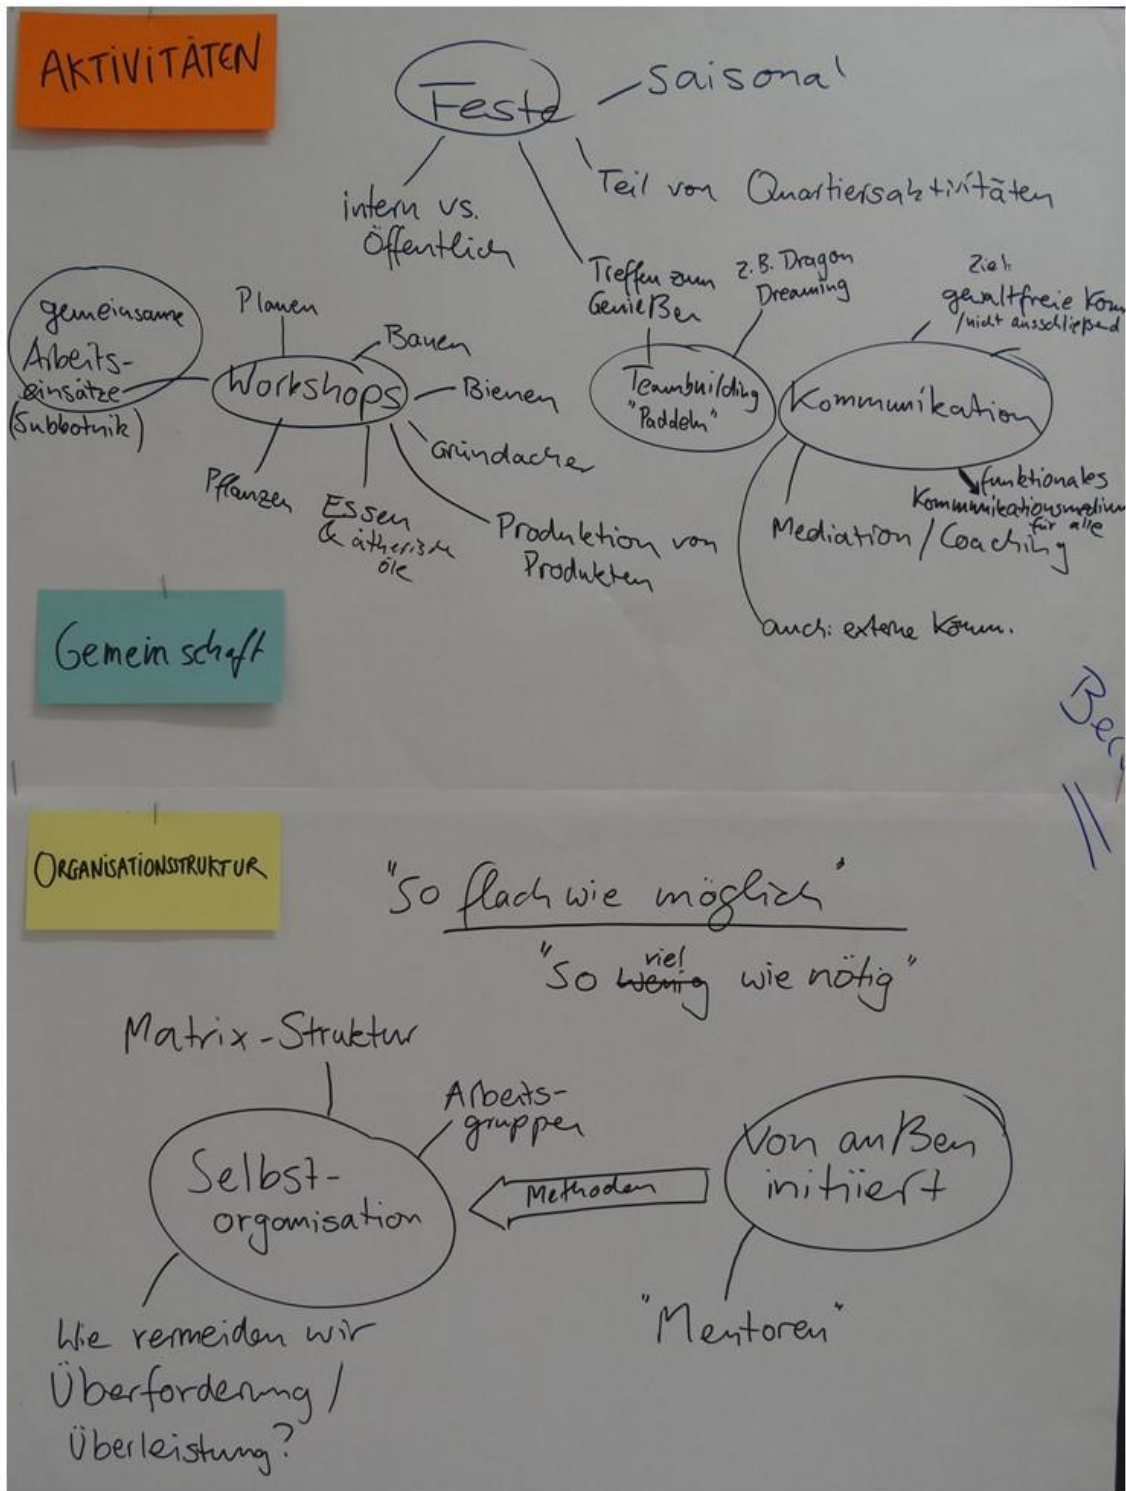 AKTIVITÄTEN
Feste
saisonal
Teil von Quartiersaktivitäten
intern vs.
Öffentlich
Treffen zum
Genießen
z.B. Dragon
Dreaming
Ziel:
gewaltfreie Kom
/nicht ausschließend
gemeinsame
Arbeits-
einsätze
(Subbotnik)
Planen
Bauen
Workshops
Bienen
Gründächer
Pflanzen
Essen
& ätherische
öle
Produktion von
Produkten
Teambuilding
"Paddeln"
Kommunikation
funktionales
Kommunikationsmedium
für alle
Mediation / Coaching
auch: externe Komm.
Gemeinschaft
ORGANISATIONSSTRUKTUR
"So flach wie möglich"
viel
"So wenig wie nötig"
Matrix-Struktur
Arbeits-
gruppen
Selbst-
organisation
Methoden
Von außen
initiiert
"Mentoren"
Wie vermeiden wir
Überforderung /
Überleistung?